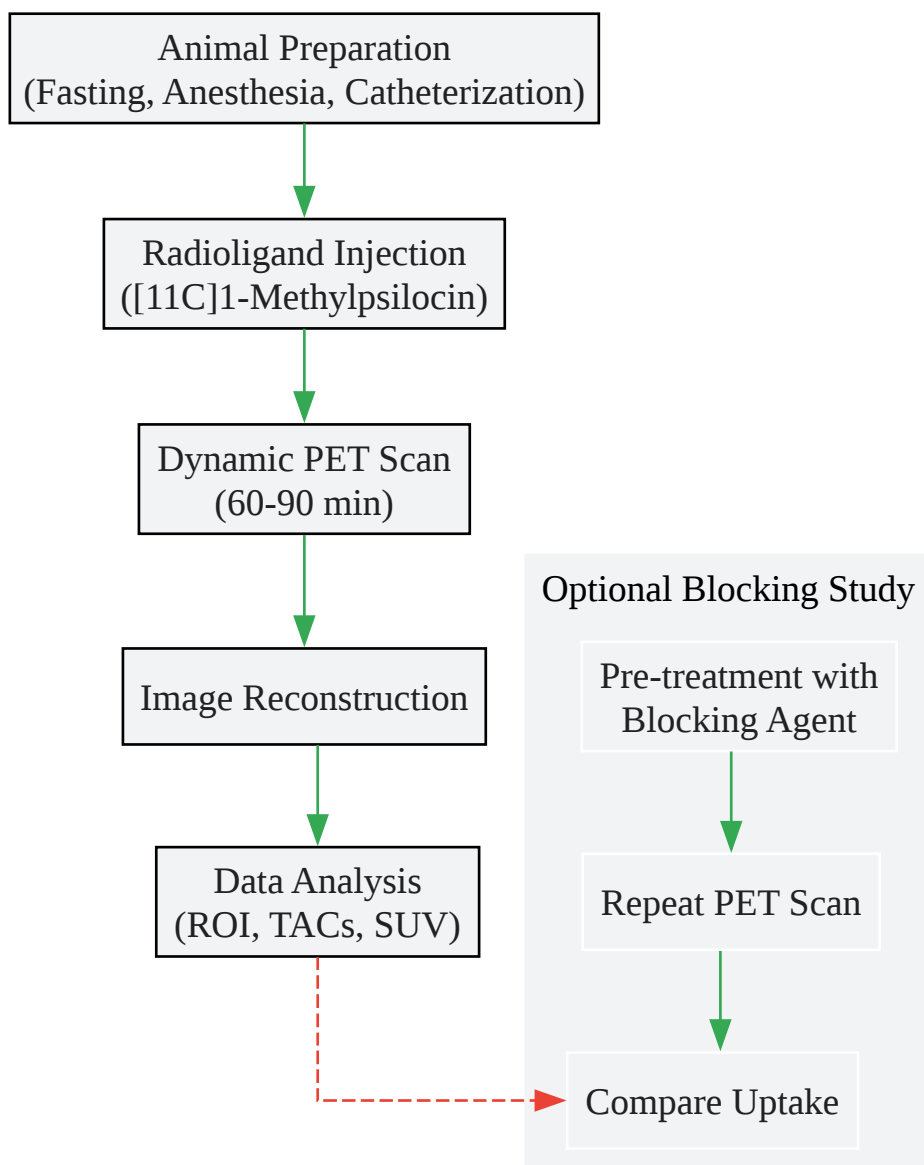 Animal Preparation
(Fasting, Anesthesia, Catheterization)
Radioligand Injection
([11C]1-Methylpsilocin)
Dynamic PET Scan
(60-90 min)
Image Reconstruction
Data Analysis
(ROI, TACs, SUV)
Optional Blocking Study
Pre-treatment with
Blocking Agent
Repeat PET Scan
Compare Uptake